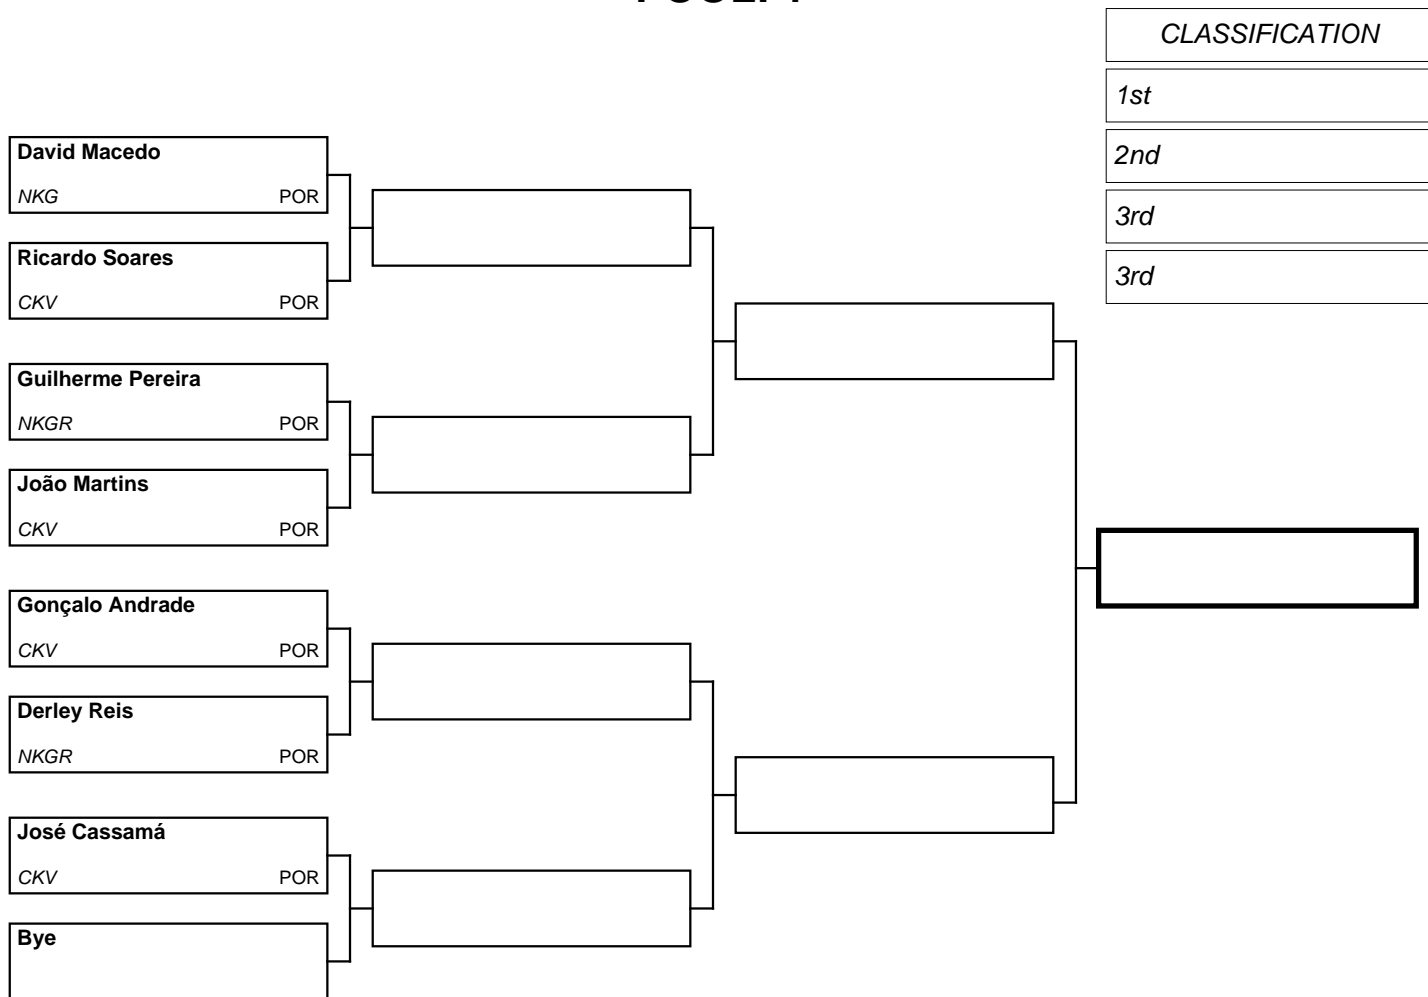 CLASSIFICATION
1st
2nd
3rd
3rd
David Macedo
NKG POR
Ricardo Soares
CKV POR
Guilherme Pereira
NKGR POR
João Martins
CKV POR
Gonçalo Andrade
CKV POR
Derley Reis
NKGR POR
José Cassamá
CKV POR
Bye